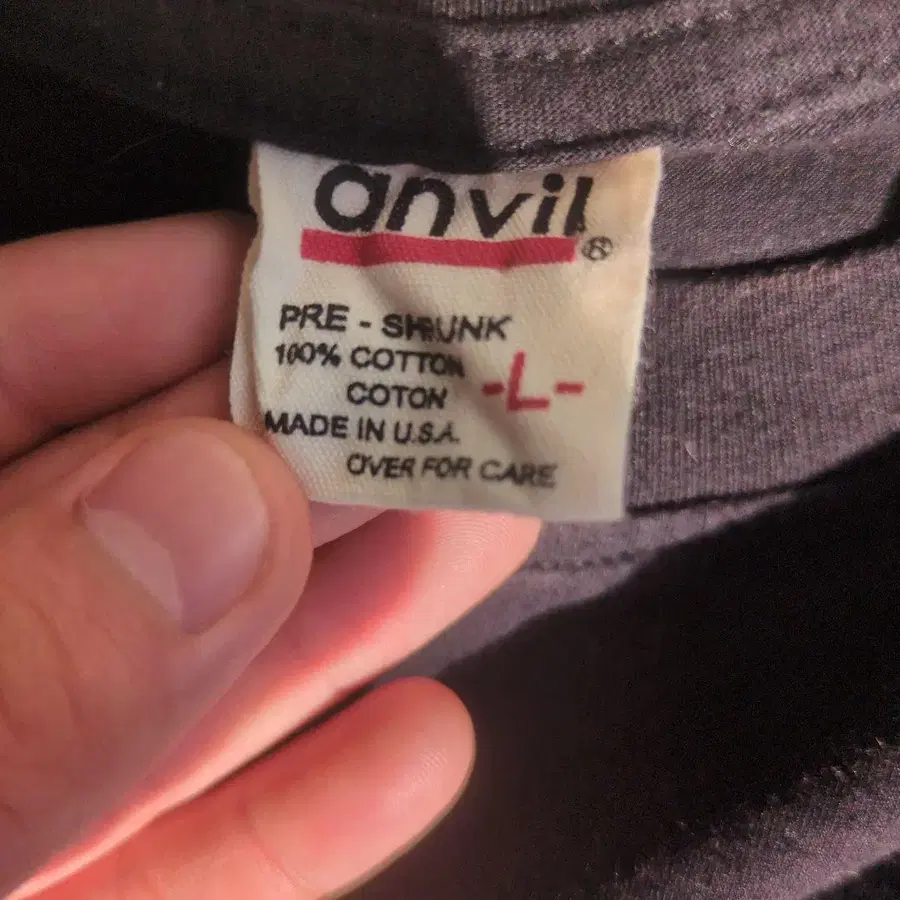 anvil®
PRE - SHRUNK
100% COTTON
COTON
-L-
MADE IN U.S.A.
OVER FOR CARE